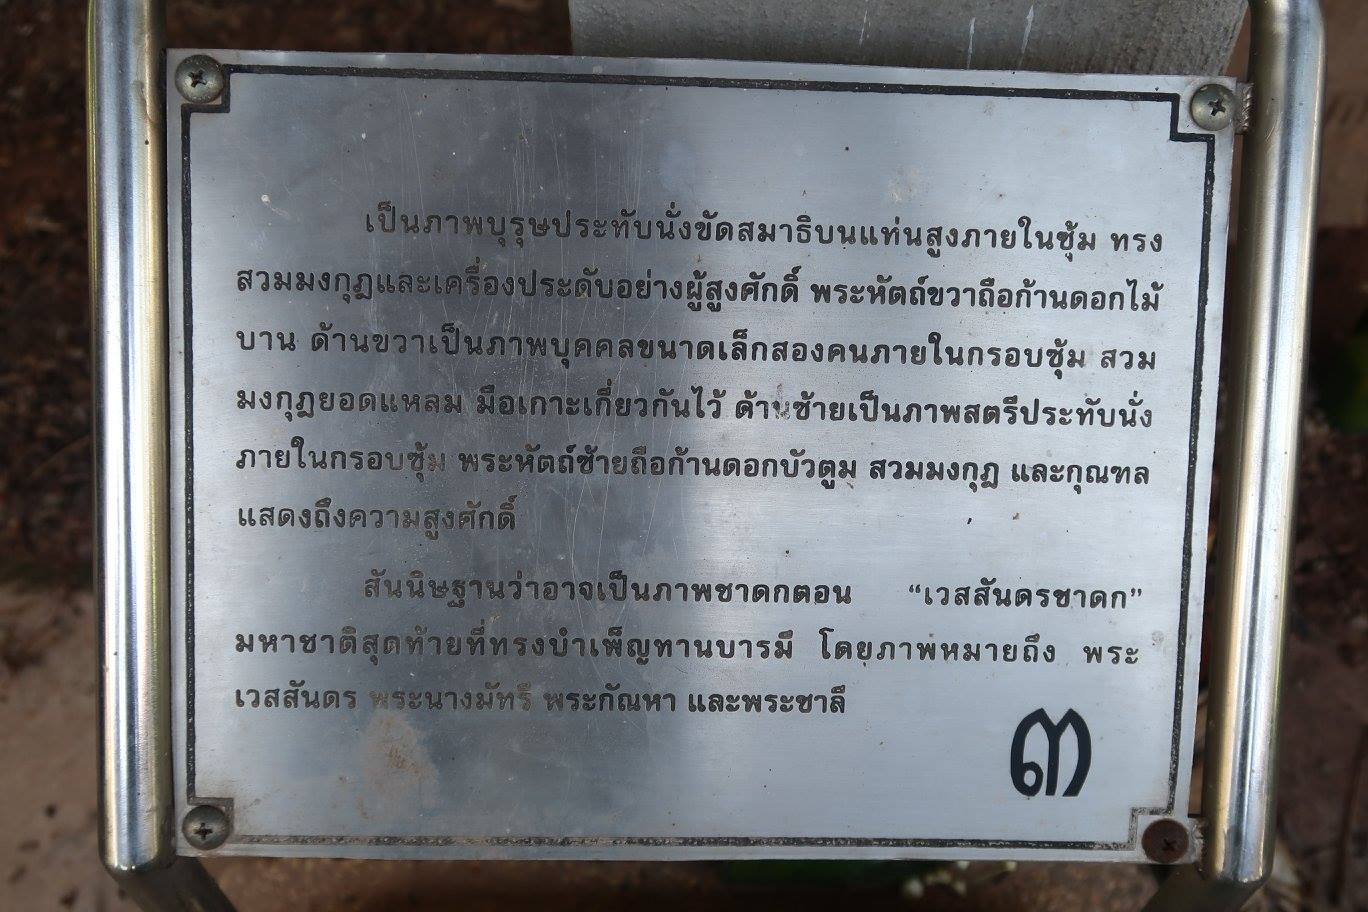 เป็นภาพบุรุษประทับนั่งขัดสมาธิบนแท่นสูงภายในซุ้ม ทรง
สวมมงกุฎและเครื่องประดับอย่างผู้สูงศักดิ์ พระหัตถ์ขวาถือก้านดอกไม้
บาน ด้านขวาเป็นภาพบุคคลขนาดเล็กสองคนภายในกรอบซุ้ม สวม
มงกุฎยอดแหลม มือเกาะเกี่ยวกันไว้ ด้านซ้ายเป็นภาพสตรีประทับนั่ง
ภายในกรอบซุ้ม พระหัตถ์ซ้ายถือก้านดอกบัวตูม สวมมงกุฎ และกุณฑล
แสดงถึงความสูงศักดิ์
สันนิษฐานว่าอาจเป็นภาพชาดกตอน “เวสสันดรชาดก”
มหาชาติสุดท้ายที่ทรงบำเพ็ญทานบารมี โดยภาพหมายถึง พระ
เวสสันดร พระนางมัทรี พระกัณหา และพระชาลี
๓